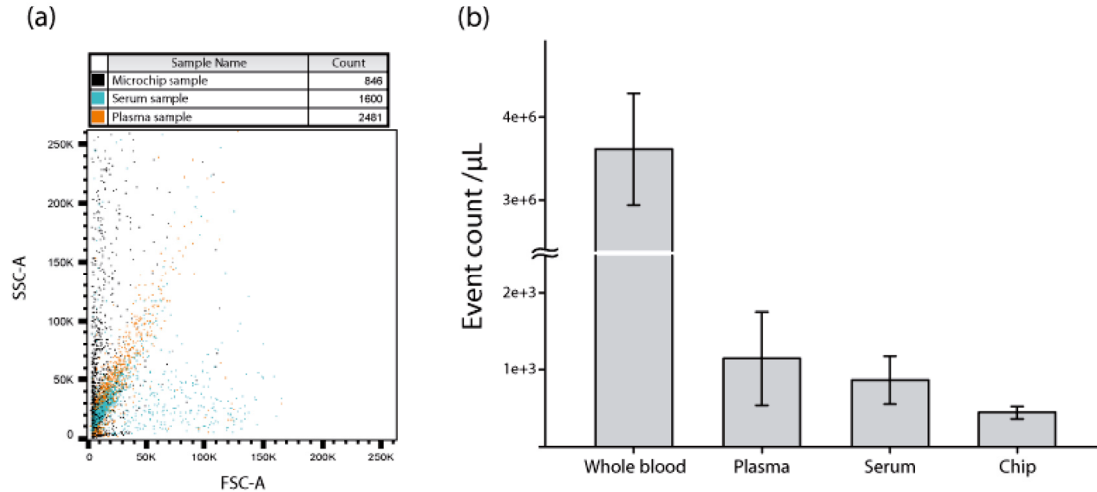 (a)
Sample Name Count
Microchip sample 846
Serum sample 1600
Plasma sample 2481
250K
200K
150K
100K
50K
0
SSC-A
0 50K 100K 150K 200K 250K
FSC-A
(b)
Event count /μL
4e+6
3e+6
2e+3
1e+3
Whole blood Plasma Serum Chip